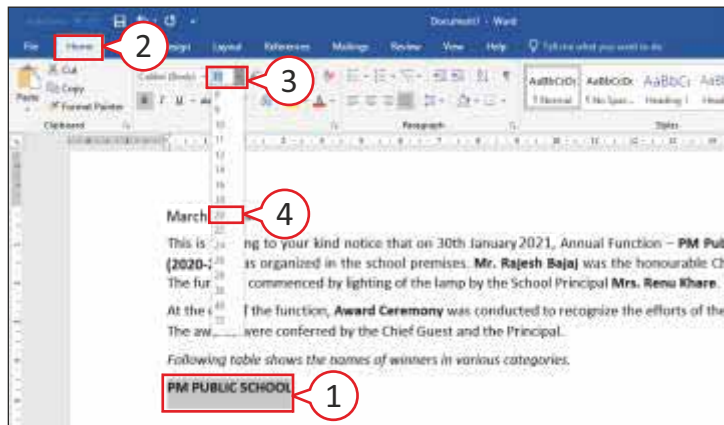 Document1 - Word
File Home Design Layout References Mailings Review View Help Tell me what you want to do
Cut
Copy
Format Painter
Paste
Calibri (Body)
B I U
AaBbCcDc AaBbCcDc AaBbC
¶ Normal ¶ No Spac... Heading 1
Clipboard Paragraph Styles
2
3
4
8
9
10
11
12
14
16
18
20
22
24
26
28
36
48
72
March
This is ng to your kind notice that on 30th January 2021, Annual Function – PM Pub
(2020-2 as organized in the school premises. Mr. Rajesh Bajaj was the honourable Ch
The fun commenced by lighting of the lamp by the School Principal Mrs. Renu Khare.
At the f the function, Award Ceremony was conducted to recognize the efforts of the
The aw were conferred by the Chief Guest and the Principal.
Following table shows the names of winners in various categories.
PM PUBLIC SCHOOL
1